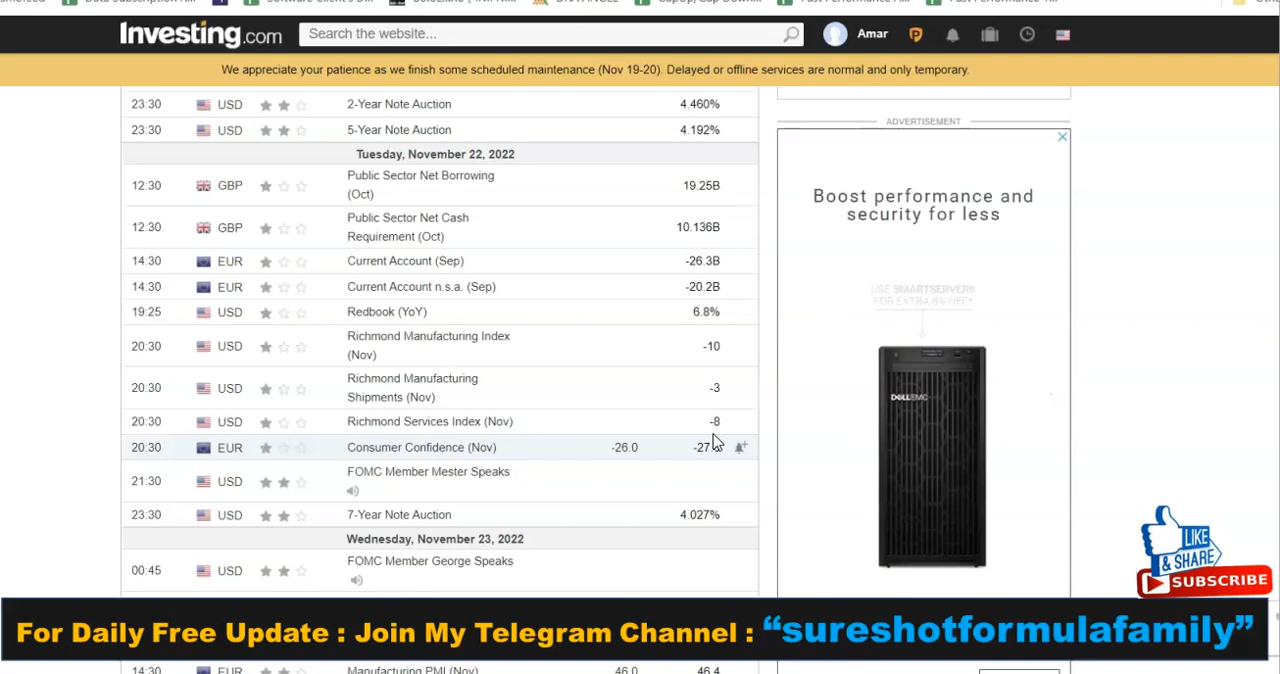 Investing.com Search the website... Amar
We appreciate your patience as we finish some scheduled maintenance (Nov 19-20). Delayed or offline services are normal and only temporary.
23:30 USD 2-Year Note Auction 4.460%
23:30 USD 5-Year Note Auction 4.192%
Tuesday, November 22, 2022
12:30 GBP Public Sector Net Borrowing (Oct) 19.25B
12:30 GBP Public Sector Net Cash Requirement (Oct) 10.136B
14:30 EUR Current Account (Sep) -26.3B
14:30 EUR Current Account n.s.a. (Sep) -20.2B
19:25 USD Redbook (YoY) 6.8%
20:30 USD Richmond Manufacturing Index (Nov) -10
20:30 USD Richmond Manufacturing Shipments (Nov) -3
20:30 USD Richmond Services Index (Nov) -8
20:30 EUR Consumer Confidence (Nov) -26.0
21:30 USD FOMC Member Mester Speaks
23:30 USD 7-Year Note Auction 4.027%
Wednesday, November 23, 2022
00:45 USD FOMC Member George Speaks
14:30 EUR Manufacturing PMI (Nov) 46.0 46.4
ADVERTISEMENT
Boost performance and
security for less
USE SMARTSERVER6
FOR EXTRA 6% OFF*
DELLEMC
LIKE
& SHARE
SUBSCRIBE
For Daily Free Update : Join My Telegram Channel : “sureshotformulafamily”